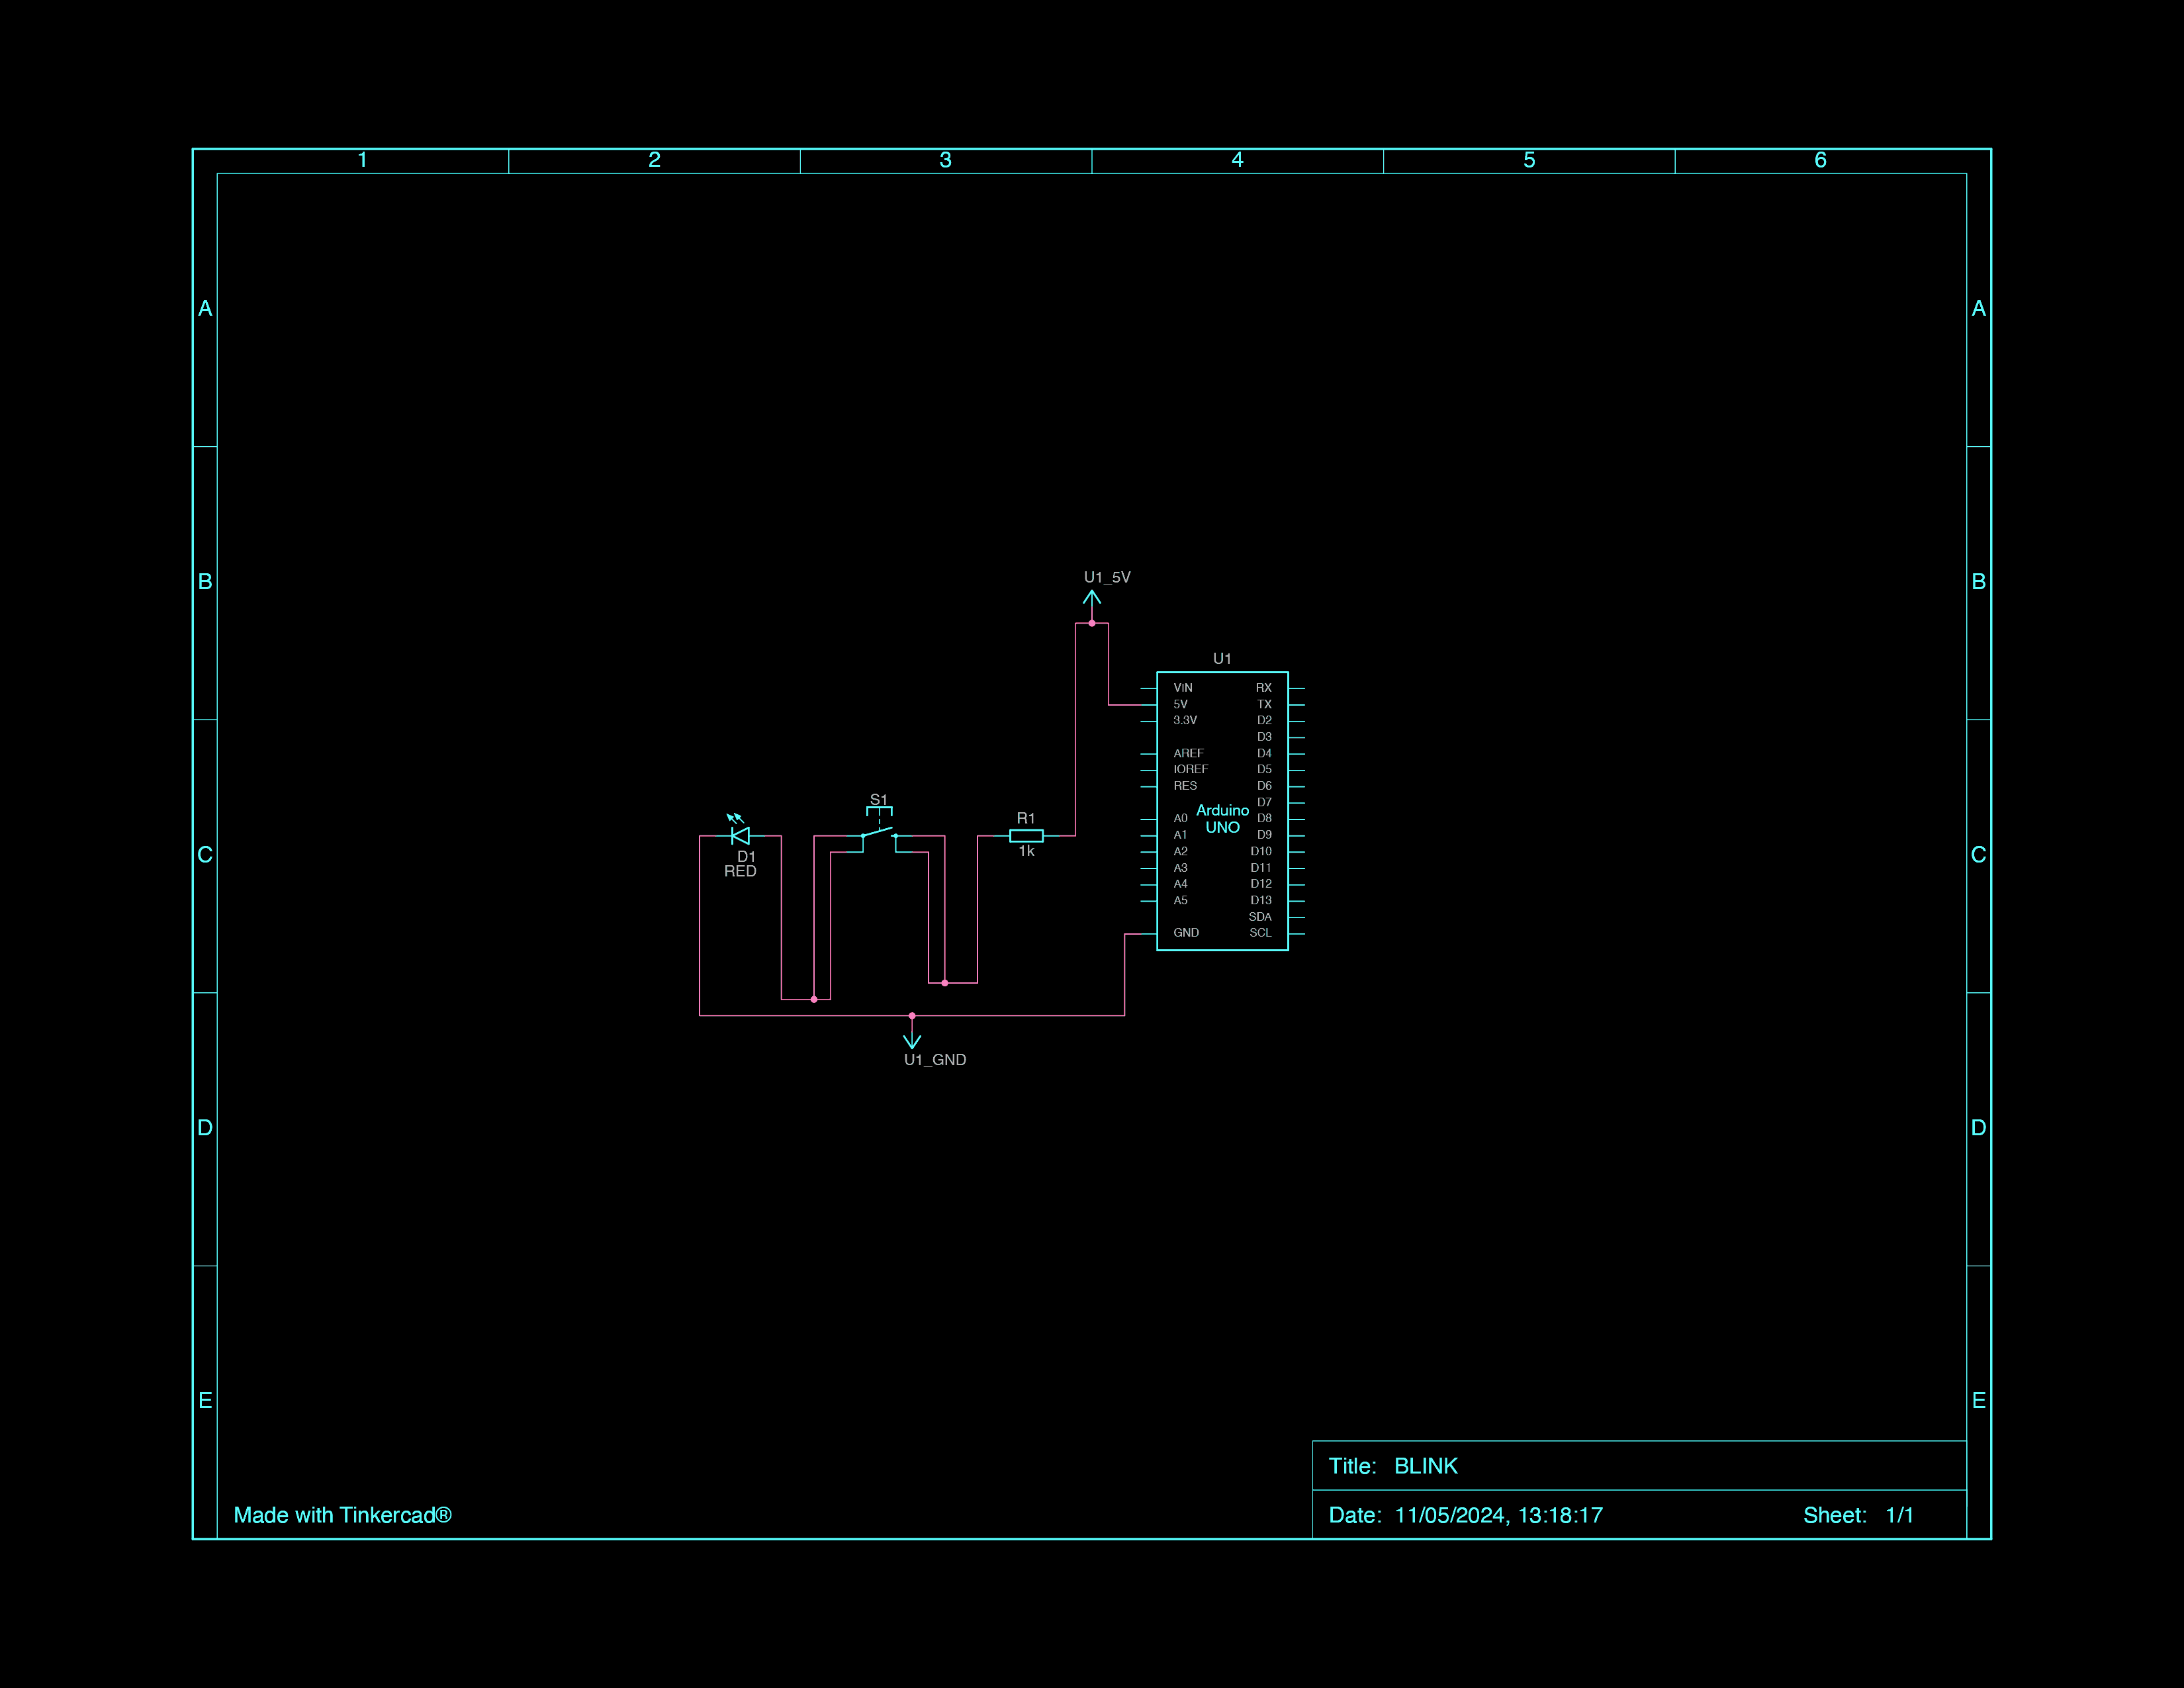 1 2 3 4 5 6
A A
B B
U1_5V
U1
VIN RX
5V TX
3.3V D2
D3
AREF D4
IOREF D5
RES D6
D7
Arduino
UNO
A0 D8
A1 D9
A2 D10
A3 D11
A4 D12
A5 D13
SDA
GND SCL
S1
R1
1k
D1
RED
C C
U1_GND
D D
E E
Title: BLINK
Made with Tinkercad®
Date: 11/05/2024, 13:18:17 Sheet: 1/1